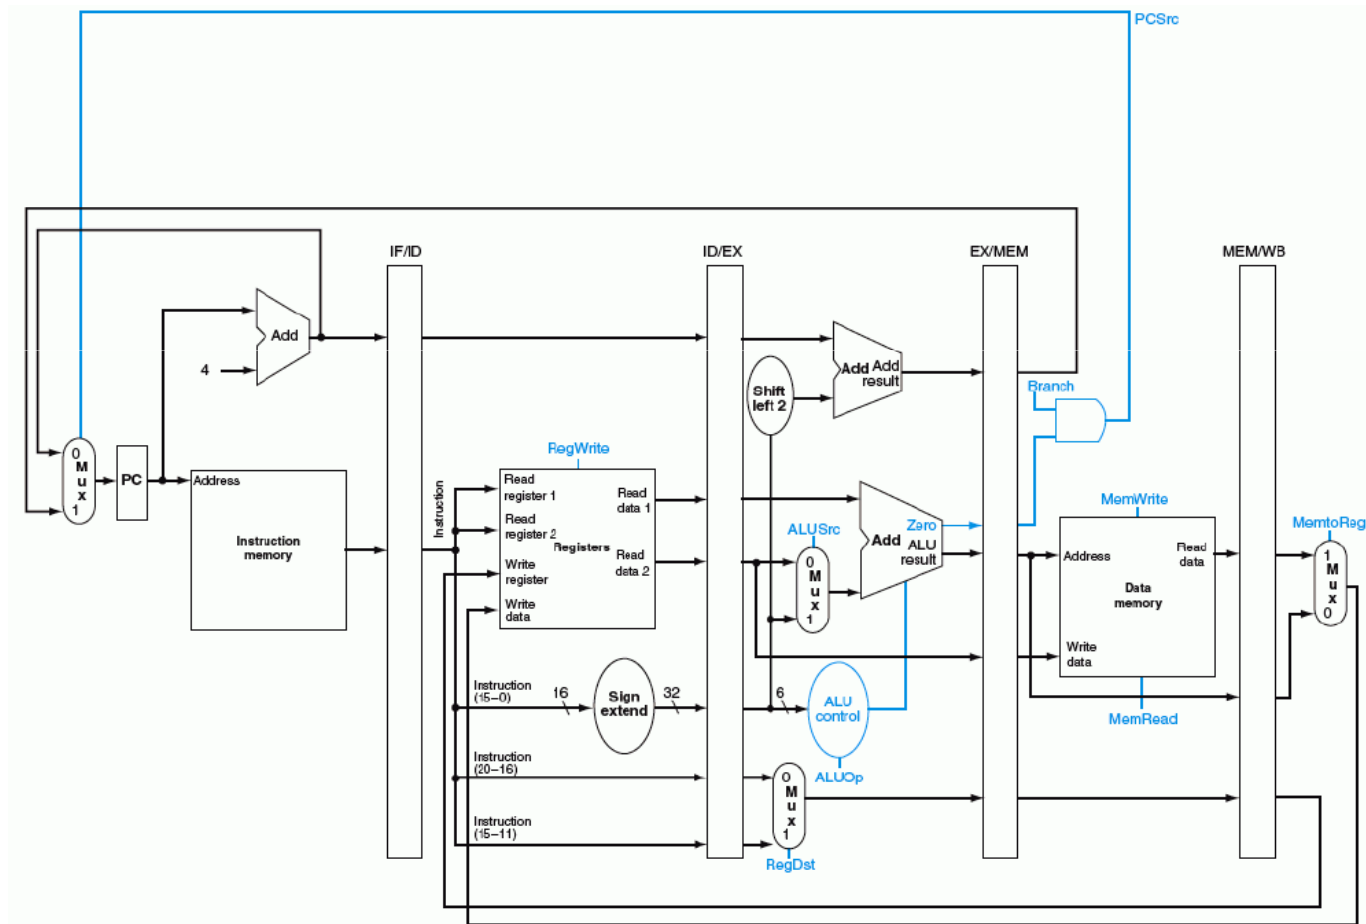 PCSrc
IF/ID
ID/EX
EX/MEM
MEM/WB
Add
4
Shift
left 2
Add
Add
result
Branch
0
M
u
x
1
PC
Address
Instruction
memory
Instruction
RegWrite
Read
register 1
Read
register 2
Registers
Write
register
Write
data
Read
data 1
Read
data 2
ALUSrc
0
M
u
x
1
Zero
Add
ALU
result
MemWrite
Address
Read
data
Data
memory
Write
data
MemRead
MemtoReg
1
M
u
x
0
Instruction
(15–0)
16
Sign
extend
32
6
ALU
control
ALUOp
Instruction
(20–16)
Instruction
(15–11)
0
M
u
x
1
RegDst